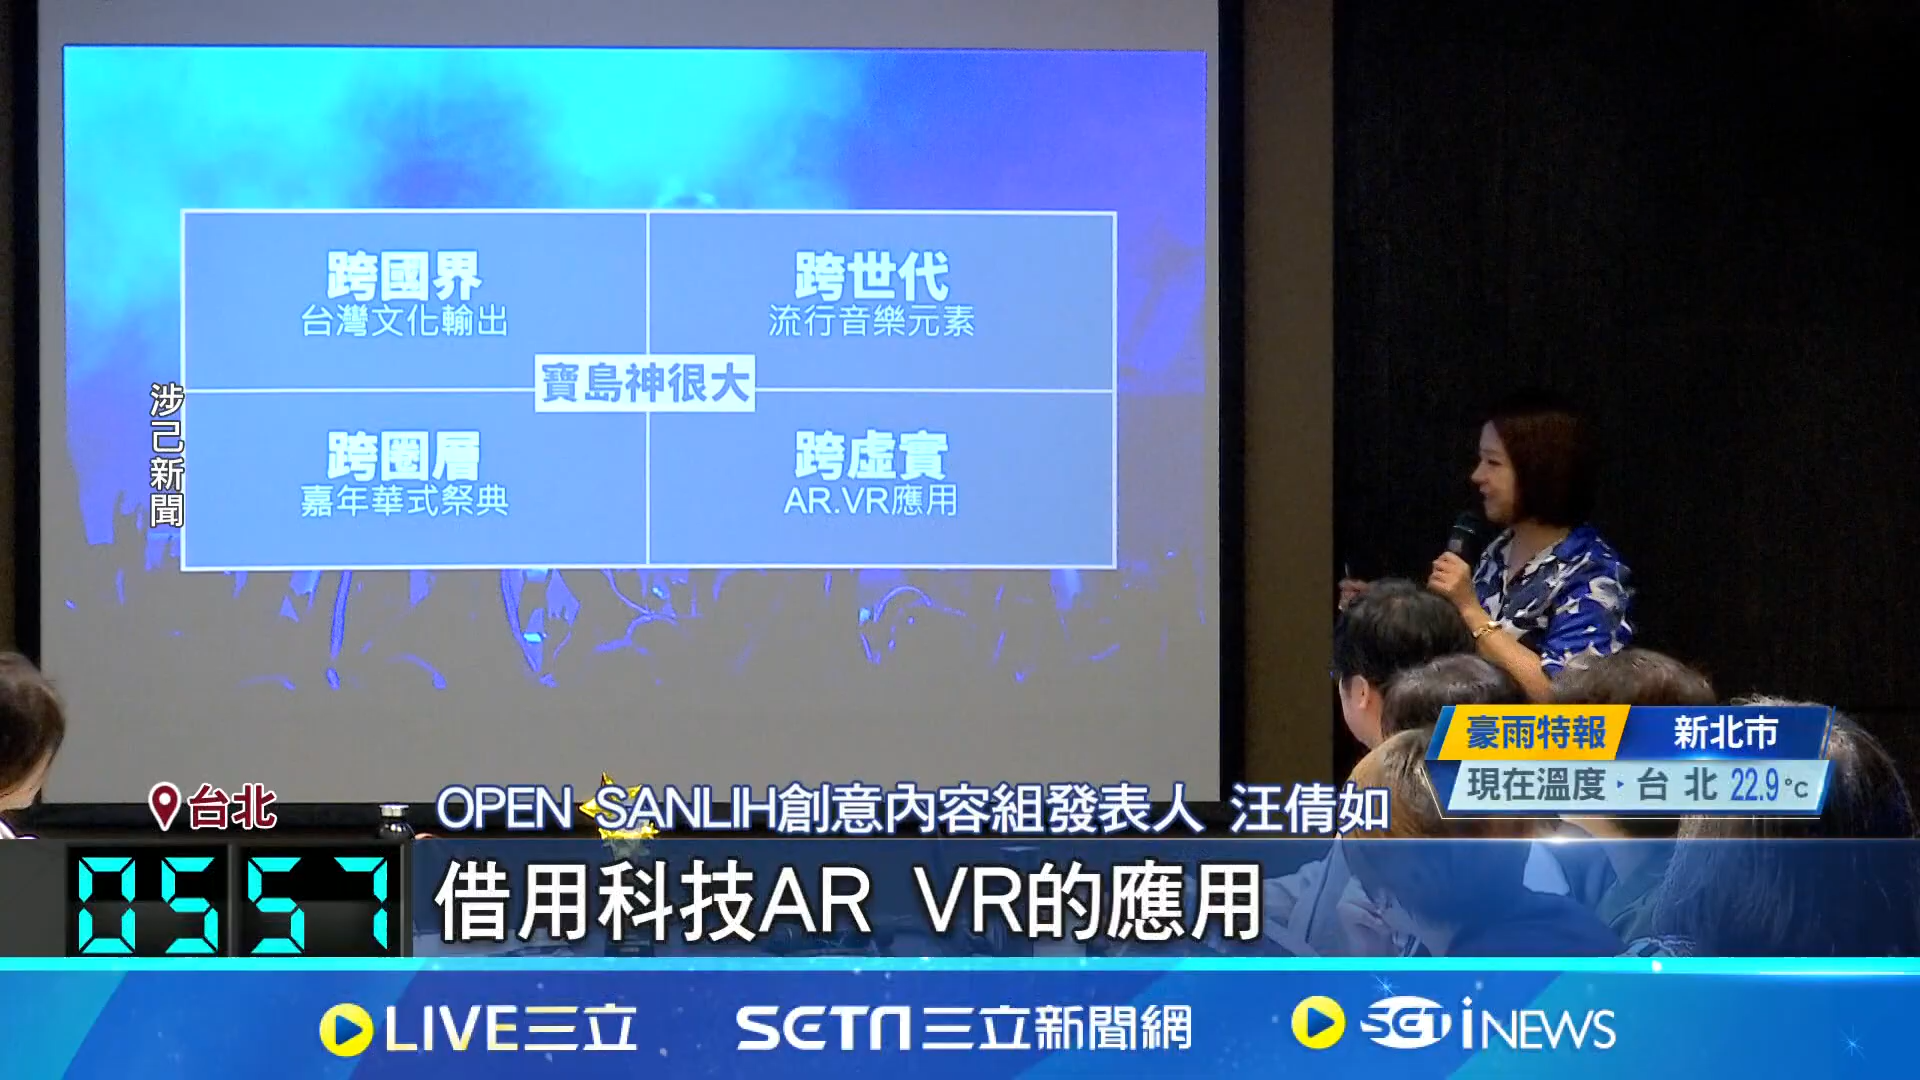 跨國界
台灣文化輸出
跨世代
流行音樂元素
寶島神很大
跨圈層
嘉年華式祭典
跨虛實
AR.VR應用
涉己新聞
豪雨特報 新北市
現在溫度 台北 22.9°C
台北
OPEN SANLIH創意內容組發表人 汪倩如
0557
借用科技AR VR的應用
LIVE三立
SETN三立新聞網
SETiNEWS